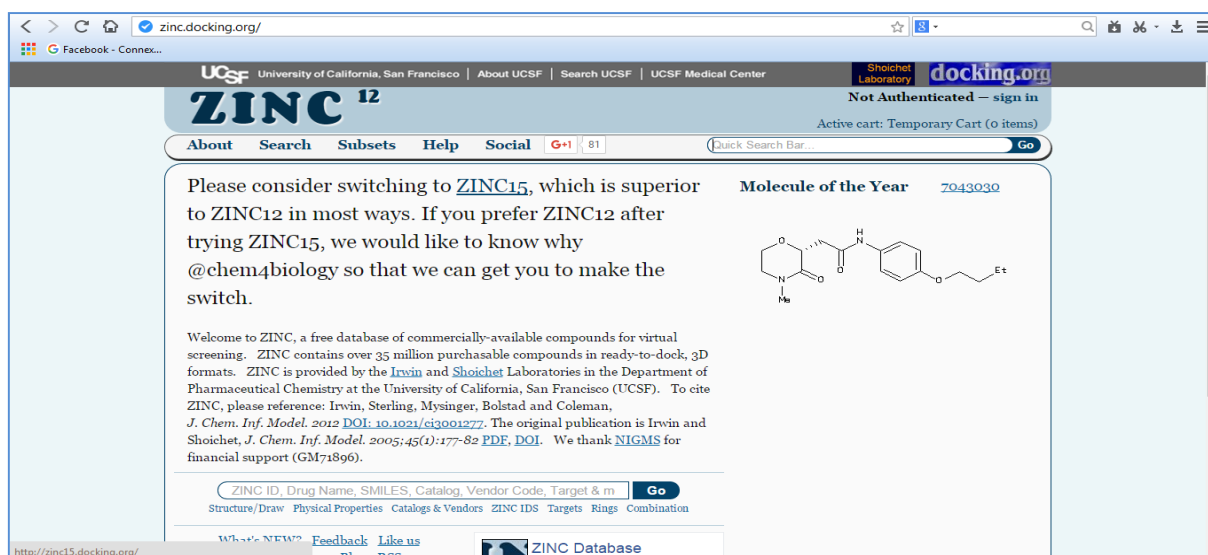 zinc.docking.org/
Facebook - Connex...
UCSF University of California, San Francisco | About UCSF | Search UCSF | UCSF Medical Center
Shoichet Laboratory
docking.org
ZINC 12
Not Authenticated — sign in
Active cart: Temporary Cart (0 items)
About Search Subsets Help Social G+1 81
Quick Search Bar... Go
Please consider switching to ZINC15, which is superior
to ZINC12 in most ways. If you prefer ZINC12 after
trying ZINC15, we would like to know why
@chem4biology so that we can get you to make the
switch.
Molecule of the Year 7043030
H
N
O
O
N
O
Me
O
Et
Welcome to ZINC, a free database of commercially-available compounds for virtual
screening. ZINC contains over 35 million purchasable compounds in ready-to-dock, 3D
formats. ZINC is provided by the Irwin and Shoichet Laboratories in the Department of
Pharmaceutical Chemistry at the University of California, San Francisco (UCSF). To cite
ZINC, please reference: Irwin, Sterling, Mysinger, Bolstad and Coleman,
J. Chem. Inf. Model. 2012 DOI: 10.1021/ci3001277. The original publication is Irwin and
Shoichet, J. Chem. Inf. Model. 2005;45(1):177-82 PDF, DOI. We thank NIGMS for
financial support (GM71896).
ZINC ID, Drug Name, SMILES, Catalog, Vendor Code, Target & m Go
Structure/Draw Physical Properties Catalogs & Vendors ZINC IDS Targets Rings Combination
What's NEW? Feedback Like us
ZINC Database
http://zinc15.docking.org/